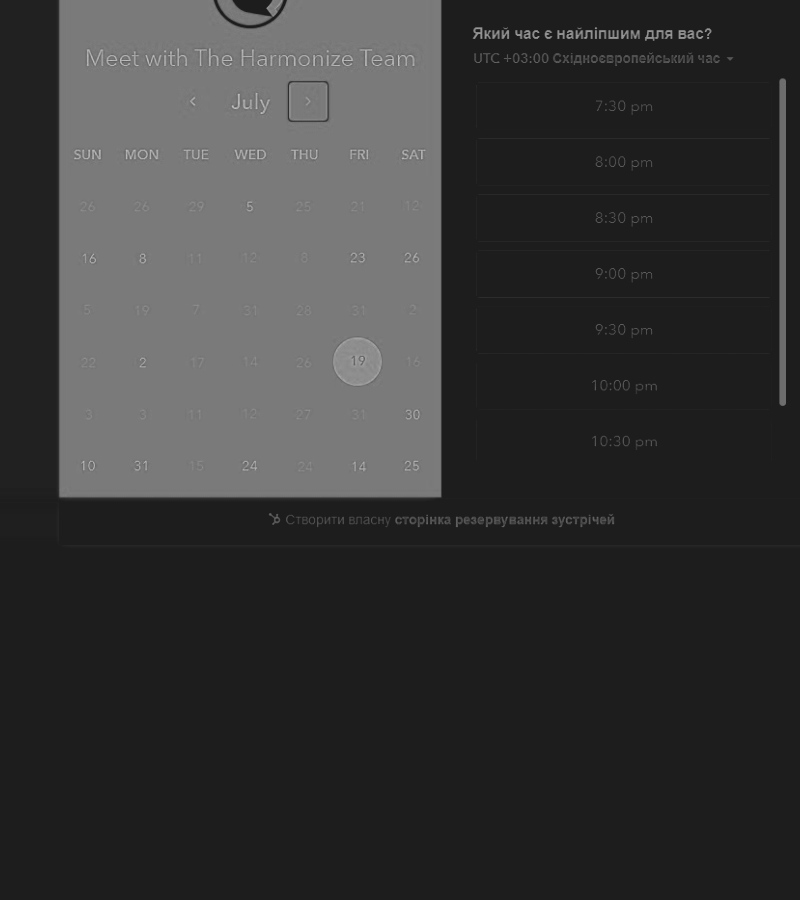 Meet with The Harmonize Team
July
SUN MON TUE WED THU FRI SAT
26 26 29 5 25 21 12
16 8 11 12 8 23 26
5 19 7 31 28 31 2
22 2 17 14 26 19 16
3 3 11 12 27 31 30
10 31 15 24 24 14 25
Який час є найліпшим для вас?
UTC +03:00 Східноєвропейський час
7:30 pm
8:00 pm
8:30 pm
9:00 pm
9:30 pm
10:00 pm
10:30 pm
Створити власну сторінка резервування зустрічей